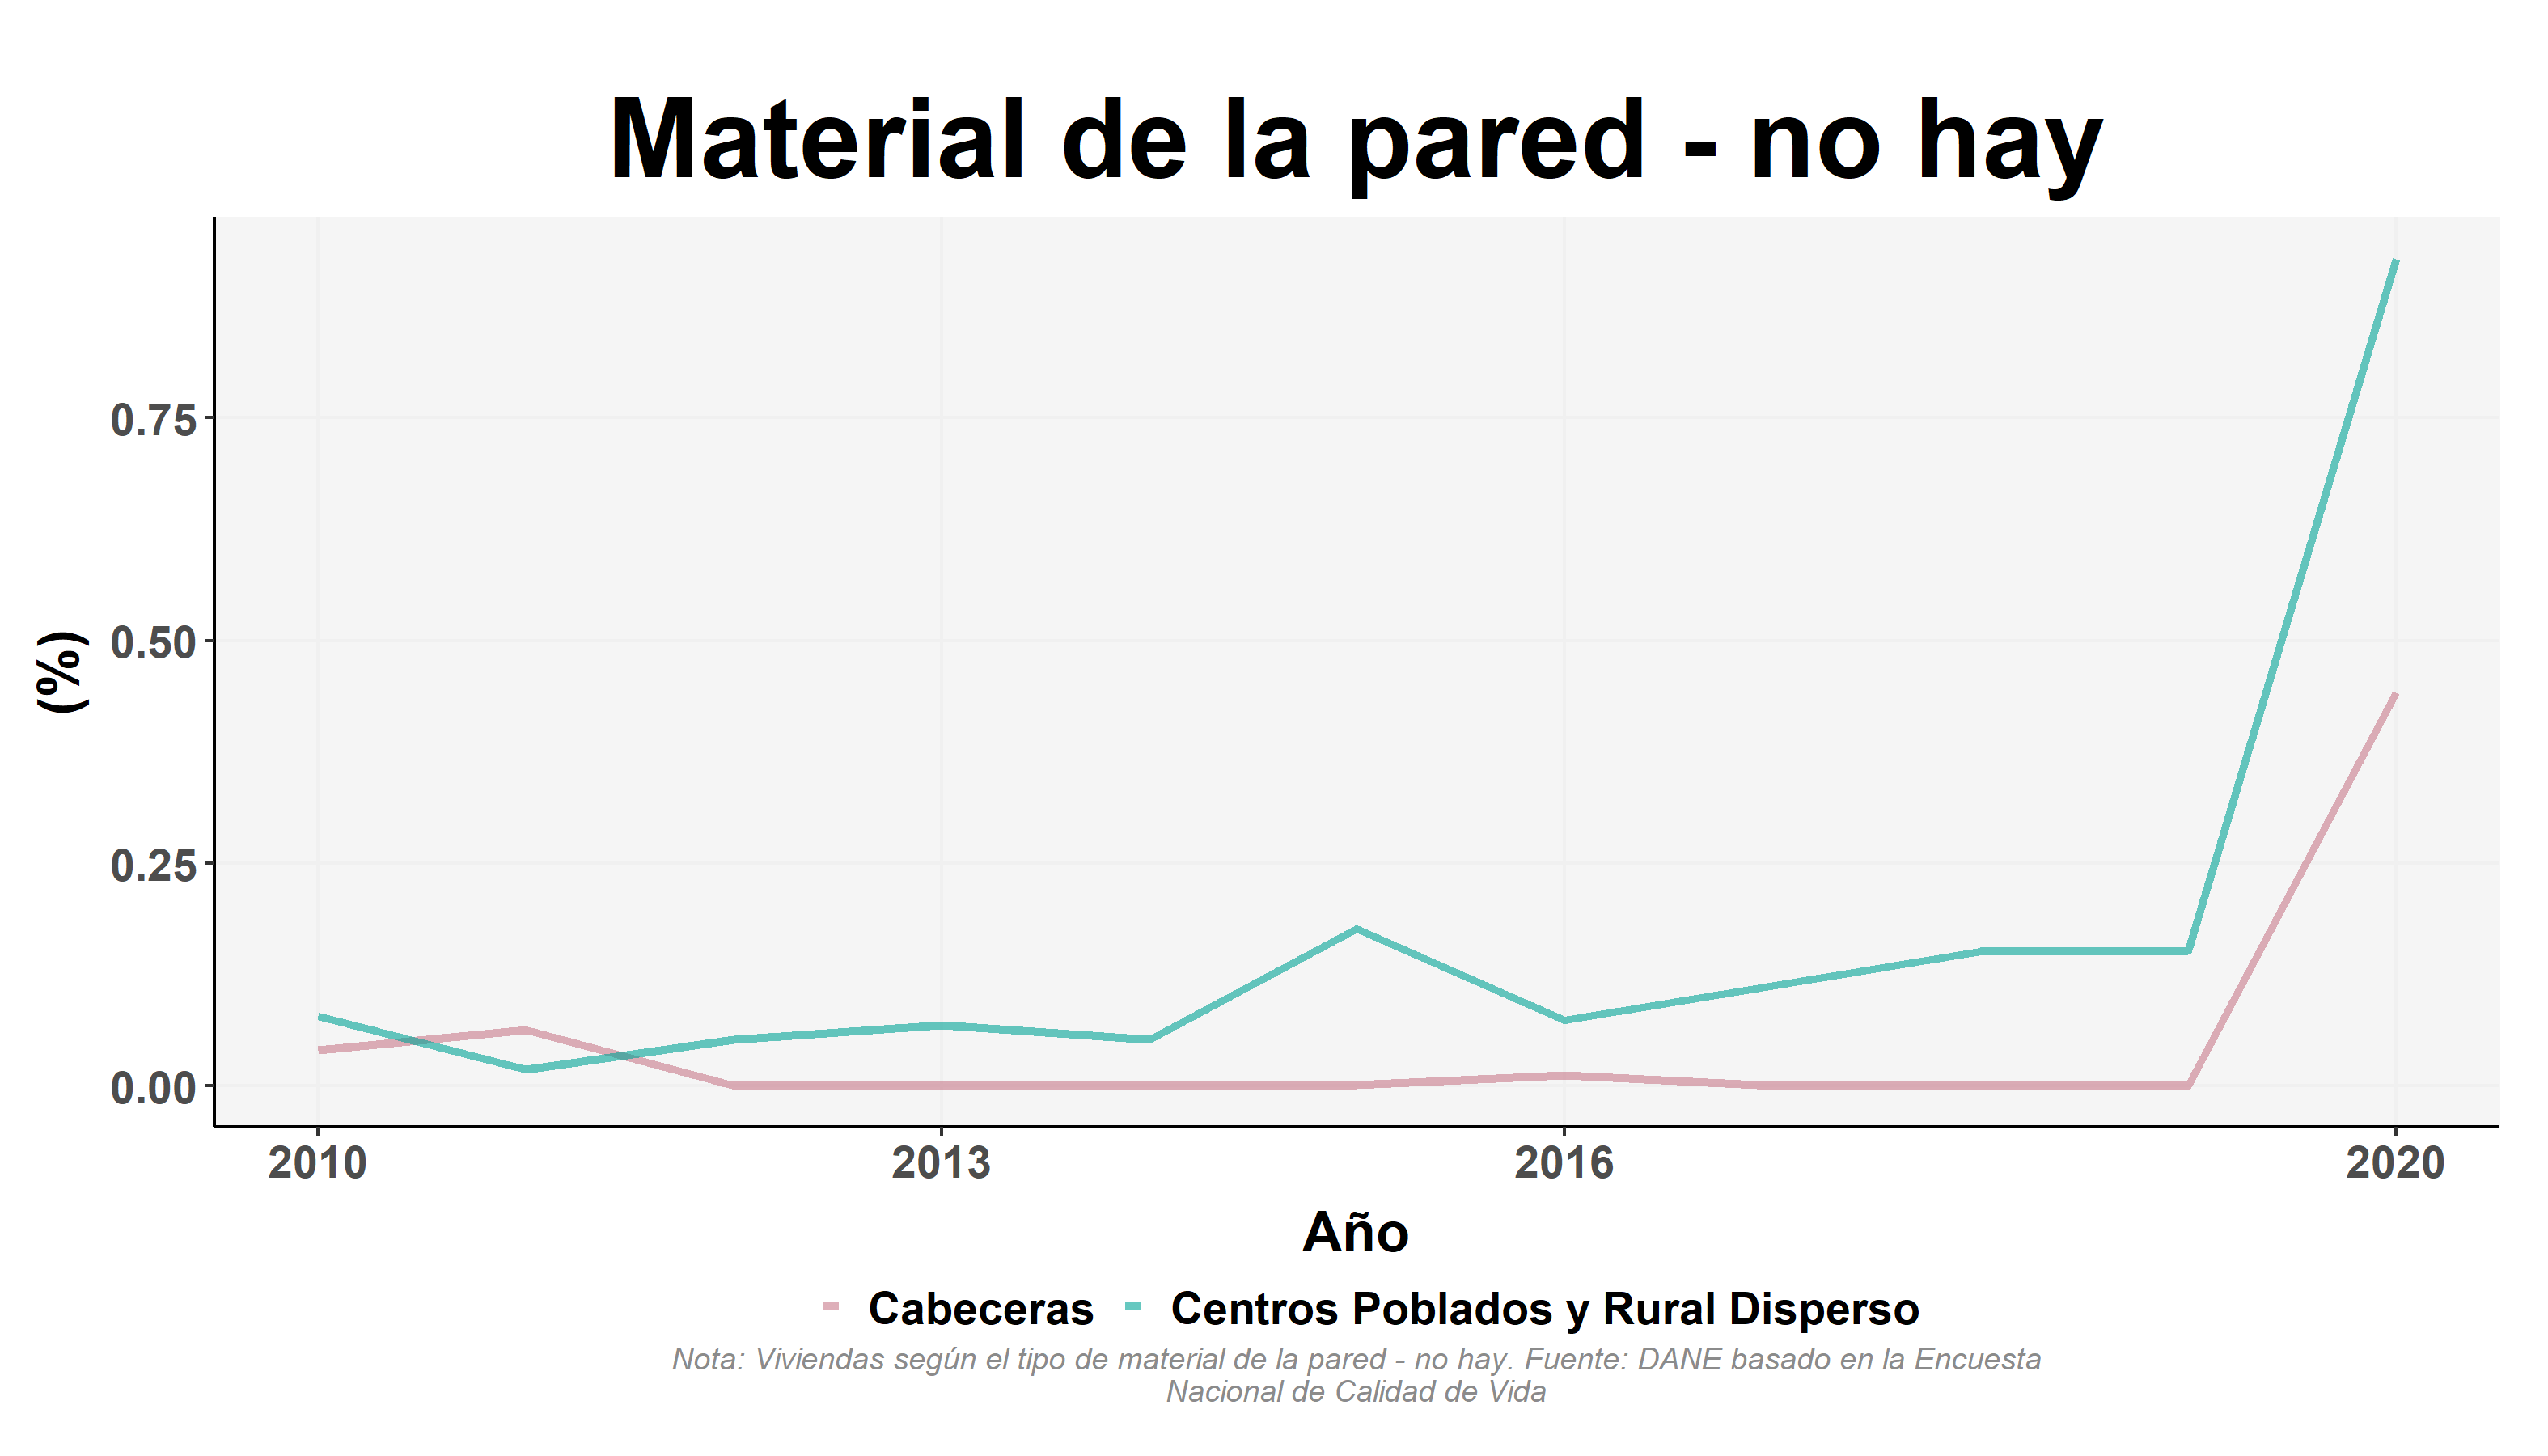 Material de la pared - no hay
(%)
0.75
0.50
0.25
0.00
2010 2013 2016 2020
Año
Cabeceras Centros Poblados y Rural Disperso
Nota: Viviendas según el tipo de material de la pared - no hay. Fuente: DANE basado en la Encuesta
Nacional de Calidad de Vida